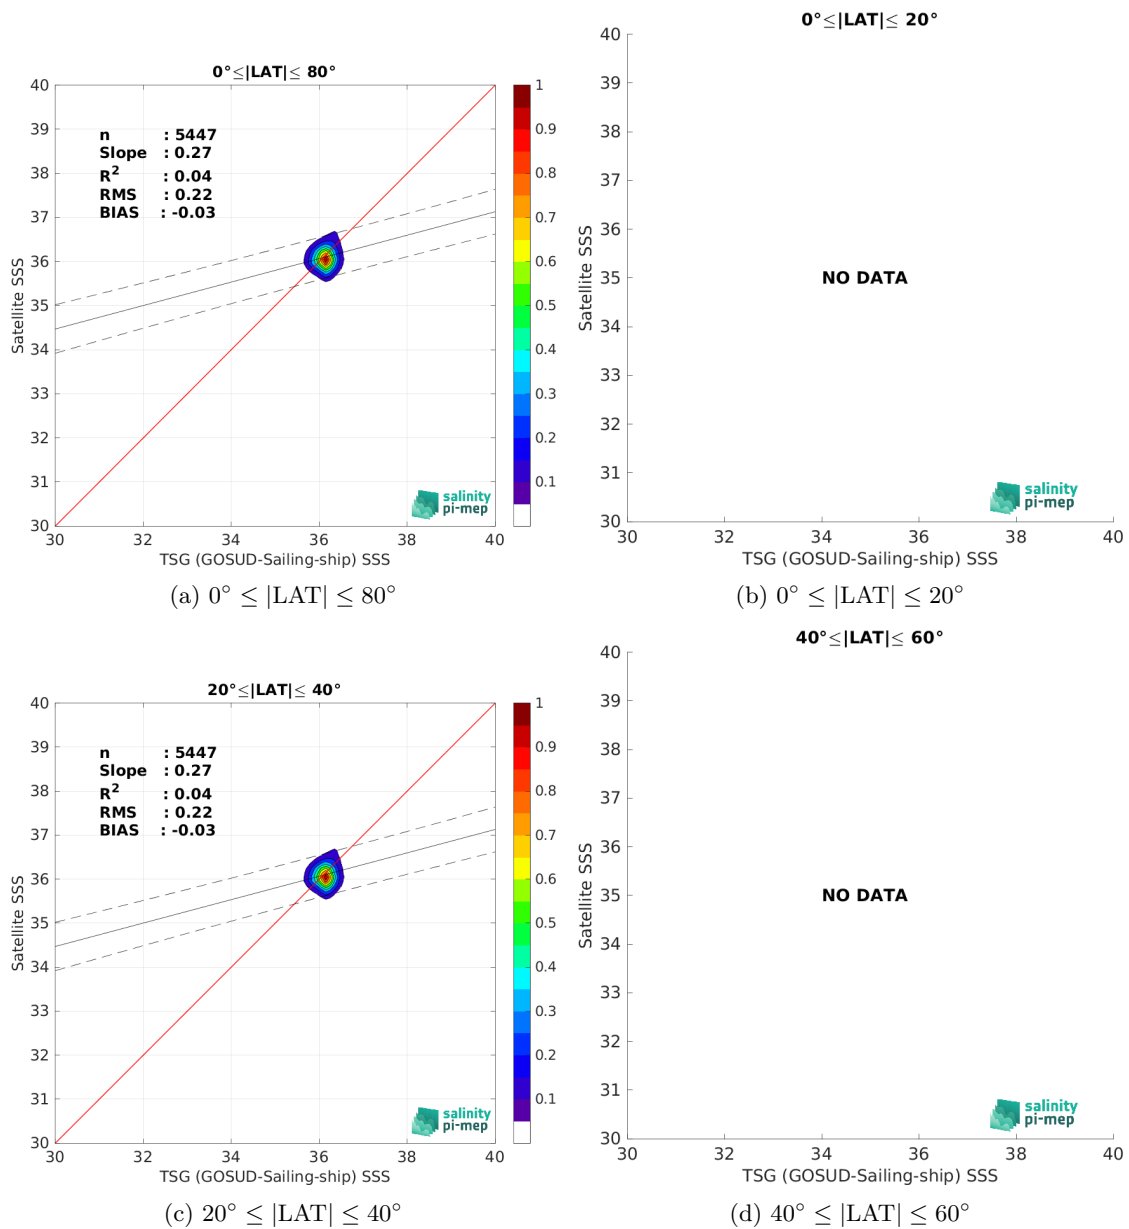 0°≤|LAT|≤ 80°
n : 5447
Slope : 0.27
R2 : 0.04
RMS : 0.22
BIAS : -0.03
40
39
38
37
36
35
34
33
32
31
30
30 32 34 36 38 40
Satellite SSS
TSG (GOSUD-Sailing-ship) SSS
1
0.9
0.8
0.7
0.6
0.5
0.4
0.3
0.2
0.1
salinity
pi-mep
(a) 0° ≤ |LAT| ≤ 80°
0°≤|LAT|≤ 20°
40
39
38
37
36
35
34
33
32
31
30
30 32 34 36 38 40
Satellite SSS
NO DATA
TSG (GOSUD-Sailing-ship) SSS
salinity
pi-mep
(b) 0° ≤ |LAT| ≤ 20°
20°≤|LAT|≤ 40°
n : 5447
Slope : 0.27
R2 : 0.04
RMS : 0.22
BIAS : -0.03
40
39
38
37
36
35
34
33
32
31
30
30 32 34 36 38 40
Satellite SSS
TSG (GOSUD-Sailing-ship) SSS
1
0.9
0.8
0.7
0.6
0.5
0.4
0.3
0.2
0.1
salinity
pi-mep
(c) 20° ≤ |LAT| ≤ 40°
40°≤|LAT|≤ 60°
40
39
38
37
36
35
34
33
32
31
30
30 32 34 36 38 40
Satellite SSS
NO DATA
TSG (GOSUD-Sailing-ship) SSS
salinity
pi-mep
(d) 40° ≤ |LAT| ≤ 60°